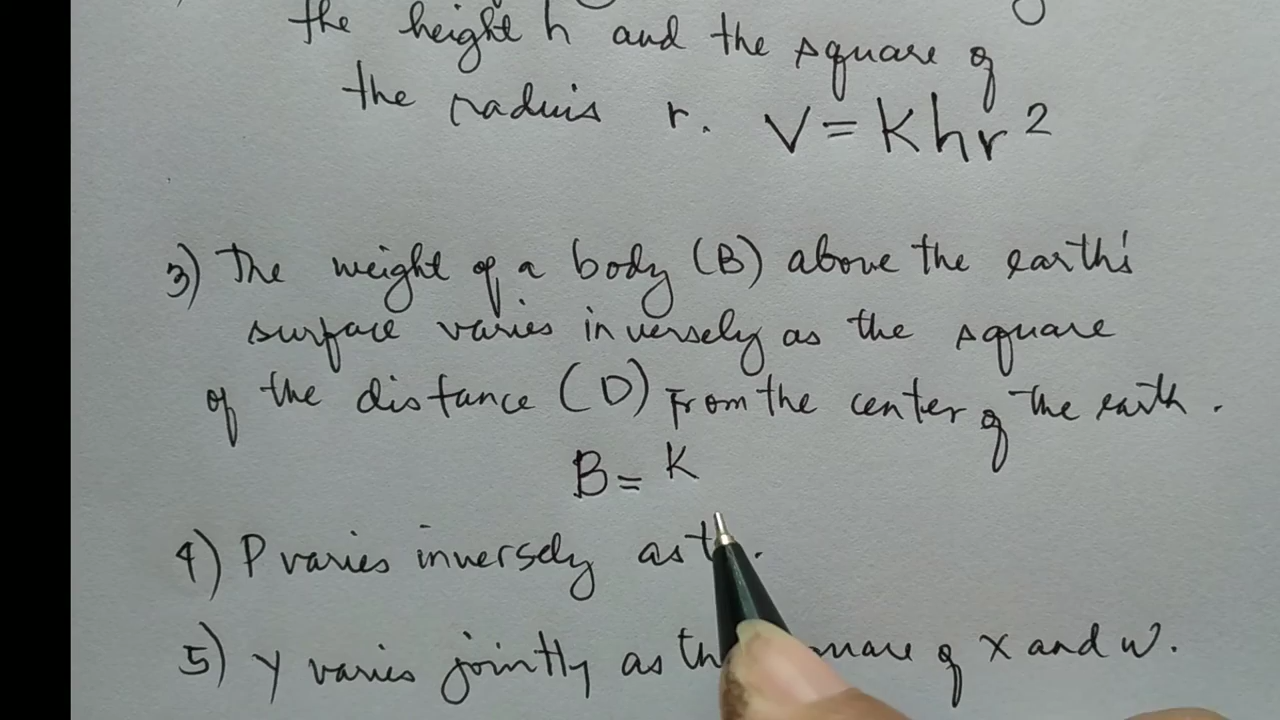 the height h and the square of
the raduis r. V = Khr²
3) The weight of a body (B) above the earth's
surface varies inversely as the square
of the distance (D) From the center of the earth.
B = K
4) P varies inversely as
5) Y varies jointly as of X and W.